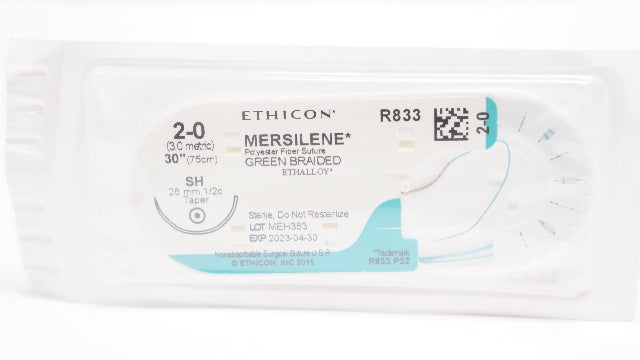 ETHICON*
R833
2-0
2-0
(3.0 metric)
30" (75cm)
MERSILENE*
Polyester Fiber Suture
GREEN BRAIDED
ETHALLOY*
SH
26 mm 1/2c
Taper
Sterile, Do Not Resterilize
LOT MEH363
EXP 2023-04-30
Nonabsorbable Surgical Suture U.S.P.
© ETHICON, INC 2015
*Trademark
R833.P32